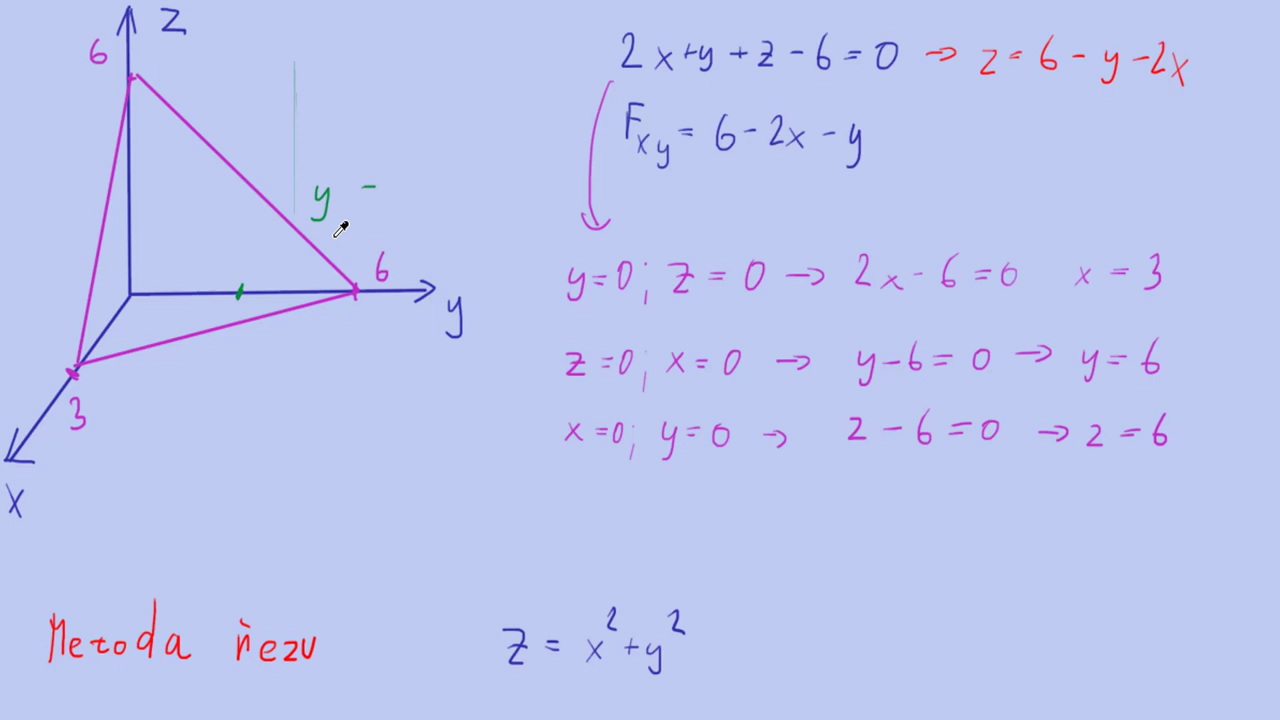 z
6
y -
6
y
3
x
2x+y+z-6=0 → z=6-y-2x
F_xy = 6-2x-y
y=0; z=0 → 2x-6=0 x=3
z=0; x=0 → y-6=0 → y=6
x=0; y=0 → z-6=0 → z=6
Metoda řezu
z = x²+y²